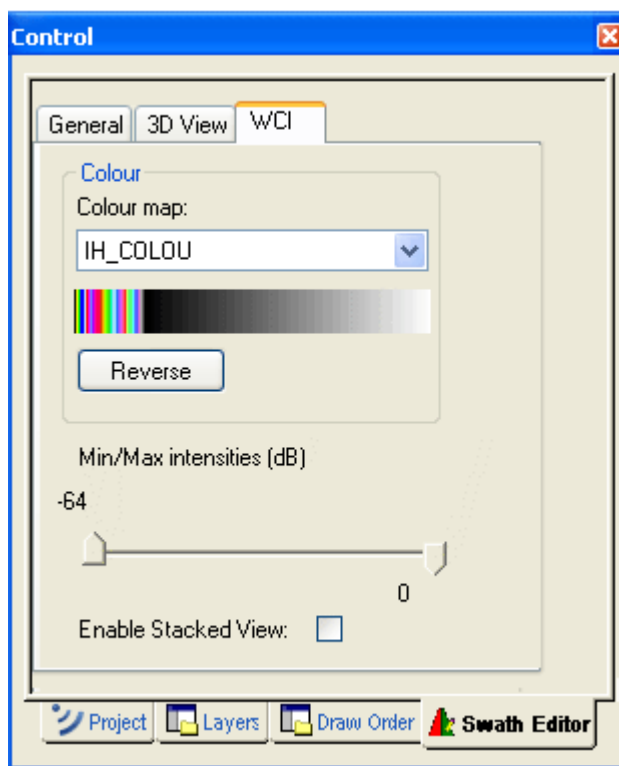 Control
General 3D View WCI
Colour
Colour map:
IH_COLOU
Reverse
Min/Max intensities (dB)
-64
0
Enable Stacked View:
Project Layers Draw Order Swath Editor